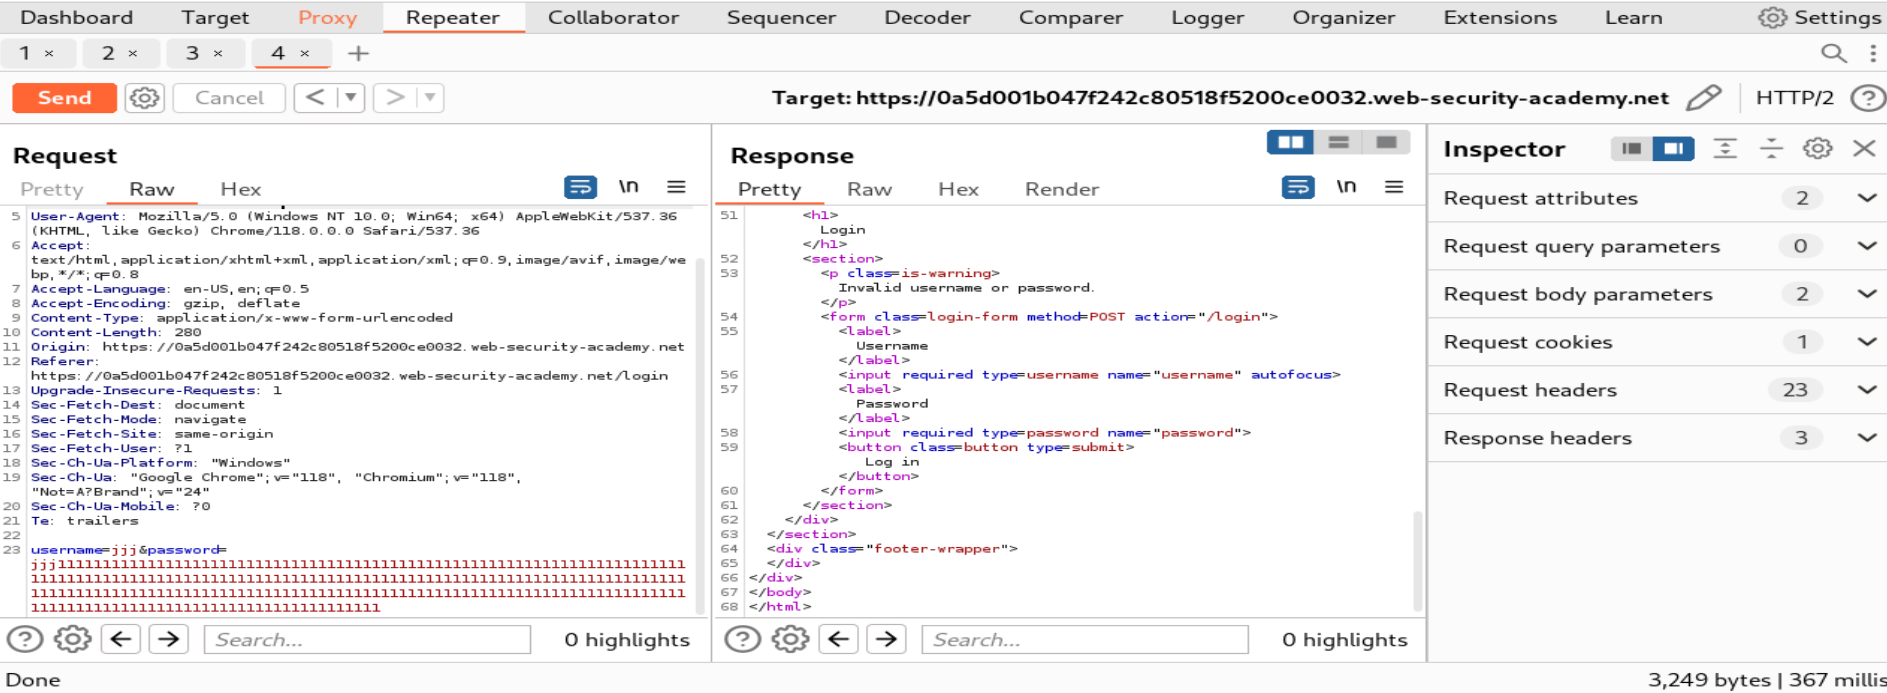 Dashboard Target Proxy Repeater Collaborator Sequencer Decoder Comparer Logger Organizer Extensions Learn Settings
1 × 2 × 3 × 4 × +
Send Cancel < > Target: https://0a5d001b047f242c80518f5200ce0032.web-security-academy.net HTTP/2 ?
Request
Pretty Raw Hex \n
5 User-Agent: Mozilla/5.0 (Windows NT 10.0; Win64; x64) AppleWebKit/537.36
(KHTML, like Gecko) Chrome/118.0.0.0 Safari/537.36
6 Accept:
text/html,application/xhtml+xml,application/xml;q=0.9,image/avif,image/we
bp,*/*;q=0.8
7 Accept-Language: en-US,en;q=0.5
8 Accept-Encoding: gzip, deflate
9 Content-Type: application/x-www-form-urlencoded
10 Content-Length: 280
11 Origin: https://0a5d001b047f242c80518f5200ce0032.web-security-academy.net
12 Referer:
https://0a5d001b047f242c80518f5200ce0032.web-security-academy.net/login
13 Upgrade-Insecure-Requests: 1
14 Sec-Fetch-Dest: document
15 Sec-Fetch-Mode: navigate
16 Sec-Fetch-Site: same-origin
17 Sec-Fetch-User: ?1
18 Sec-Ch-Ua-Platform: "Windows"
19 Sec-Ch-Ua: "Google Chrome";v="118", "Chromium";v="118",
"Not=A?Brand";v="24"
20 Sec-Ch-Ua-Mobile: ?0
21 Te: trailers
22
23 username=jjj&password=
Response
Pretty Raw Hex Render \n
51 <h1>
Login
</h1>
52 <section>
53 <p class=is-warning>
Invalid username or password.
</p>
54 <form class=login-form method=POST action="/login">
55 <label>
Username
</label>
56 <input required type=username name="username" autofocus>
57 <label>
Password
</label>
58 <input required type=password name="password">
59 <button class=button type=submit>
Log in
</button>
60 </form>
61 </section>
62 </div>
63 </section>
64 <div class="footer-wrapper">
65 </div>
66 </div>
67 </body>
68 </html>
Inspector
Request attributes 2
Request query parameters 0
Request body parameters 2
Request cookies 1
Request headers 23
Response headers 3
? Search... 0 highlights
? Search... 0 highlights
Done
3,249 bytes | 367 millis